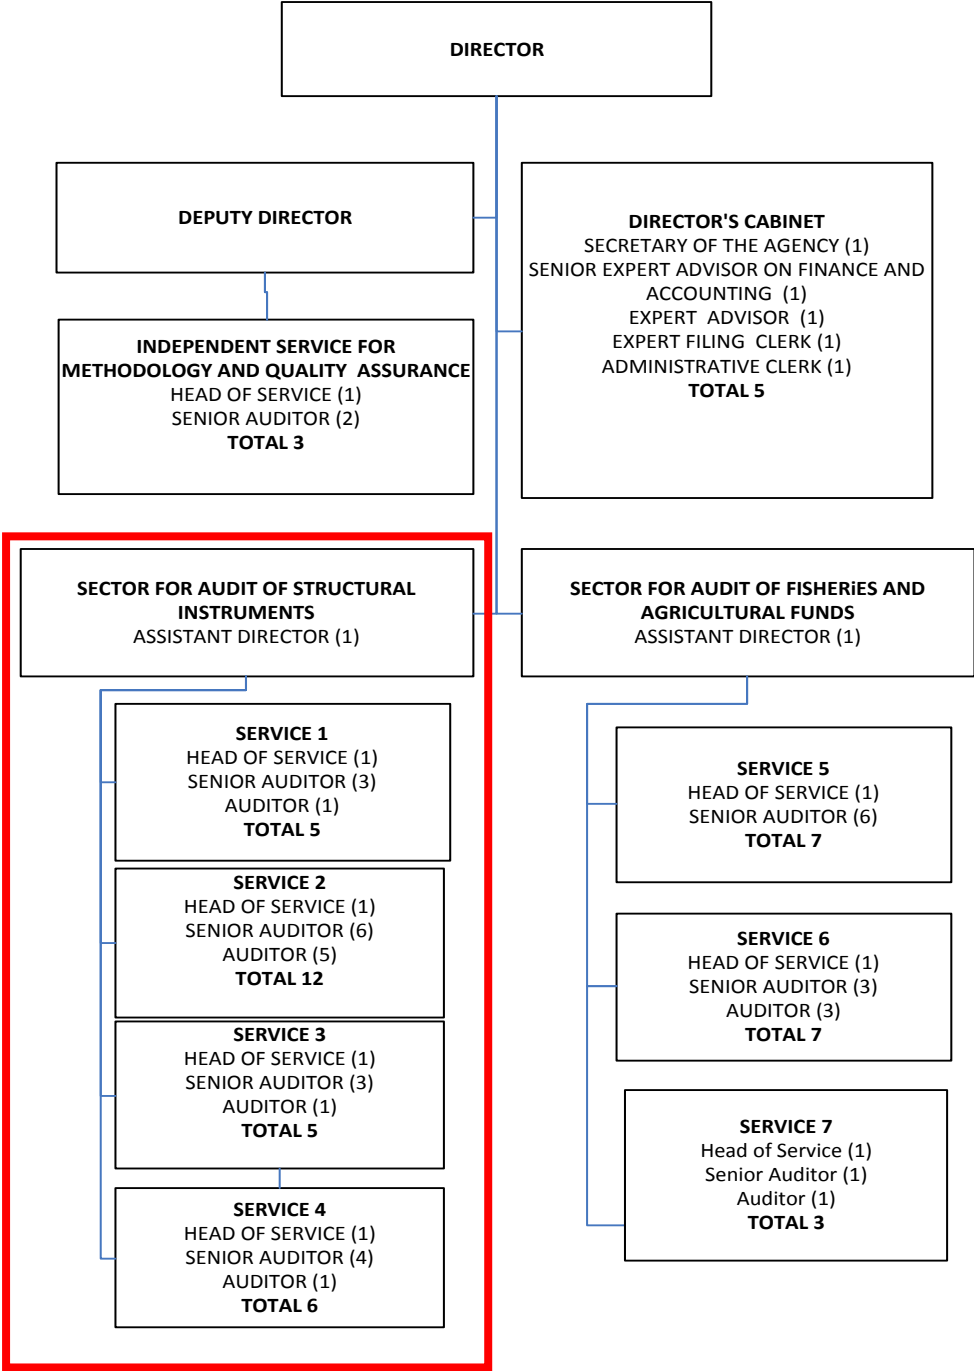 DIRECTOR
DEPUTY DIRECTOR
DIRECTOR'S CABINET
SECRETARY OF THE AGENCY (1)
SENIOR EXPERT ADVISOR ON FINANCE AND
ACCOUNTING (1)
EXPERT ADVISOR (1)
EXPERT FILING CLERK (1)
ADMINISTRATIVE CLERK (1)
TOTAL 5
INDEPENDENT SERVICE FOR
METHODOLOGY AND QUALITY ASSURANCE
HEAD OF SERVICE (1)
SENIOR AUDITOR (2)
TOTAL 3
SECTOR FOR AUDIT OF STRUCTURAL
INSTRUMENTS
ASSISTANT DIRECTOR (1)
SERVICE 1
HEAD OF SERVICE (1)
SENIOR AUDITOR (3)
AUDITOR (1)
TOTAL 5
SERVICE 2
HEAD OF SERVICE (1)
SENIOR AUDITOR (6)
AUDITOR (5)
TOTAL 12
SERVICE 3
HEAD OF SERVICE (1)
SENIOR AUDITOR (3)
AUDITOR (1)
TOTAL 5
SERVICE 4
HEAD OF SERVICE (1)
SENIOR AUDITOR (4)
AUDITOR (1)
TOTAL 6
SECTOR FOR AUDIT OF FISHERiES AND
AGRICULTURAL FUNDS
ASSISTANT DIRECTOR (1)
SERVICE 5
HEAD OF SERVICE (1)
SENIOR AUDITOR (6)
TOTAL 7
SERVICE 6
HEAD OF SERVICE (1)
SENIOR AUDITOR (3)
AUDITOR (3)
TOTAL 7
SERVICE 7
Head of Service (1)
Senior Auditor (1)
Auditor (1)
TOTAL 3